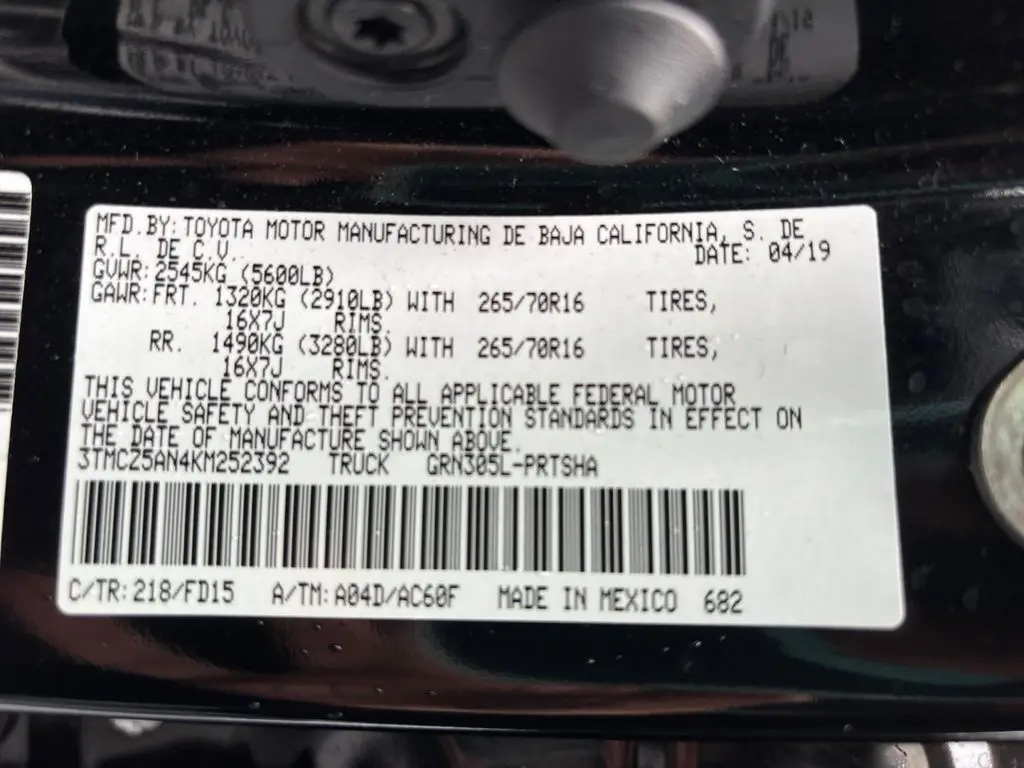 MFD. BY: TOYOTA MOTOR MANUFACTURING DE BAJA CALIFORNIA, S. DE
R.L. DE C.V. DATE: 04/19
GVWR: 2545KG (5600LB)
GAWR: FRT. 1320KG (2910LB) WITH 265/70R16 TIRES,
16X7J RIMS.
RR. 1490KG (3280LB) WITH 265/70R16 TIRES,
16X7J RIMS.
THIS VEHICLE CONFORMS TO ALL APPLICABLE FEDERAL MOTOR
VEHICLE SAFETY AND THEFT PREVENTION STANDARDS IN EFFECT ON
THE DATE OF MANUFACTURE SHOWN ABOVE.
3TMCZ5AN4KM252392 TRUCK GRN305L-PRTSHA
C/TR: 218/FD15 A/TM: A04D/AC60F MADE IN MEXICO 682